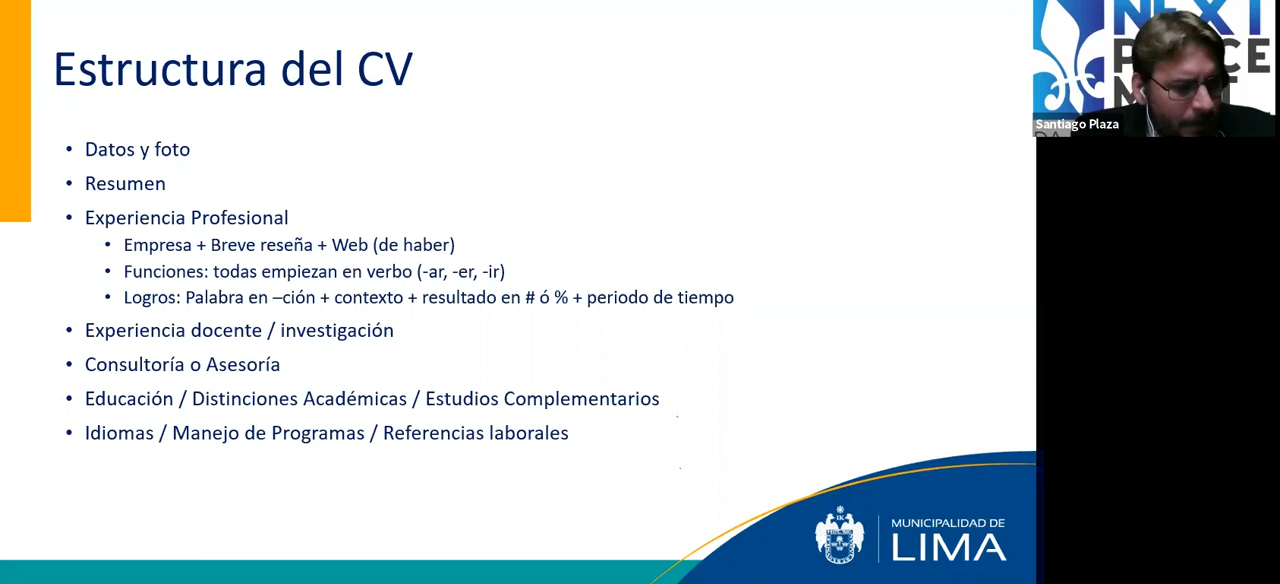 Estructura del CV
• Datos y foto
• Resumen
• Experiencia Profesional
• Empresa + Breve reseña + Web (de haber)
• Funciones: todas empiezan en verbo (-ar, -er, -ir)
• Logros: Palabra en –ción + contexto + resultado en # ó % + periodo de tiempo
• Experiencia docente / investigación
• Consultoría o Asesoría
• Educación / Distinciones Académicas / Estudios Complementarios
• Idiomas / Manejo de Programas / Referencias laborales
MUNICIPALIDAD DE
LIMA
NEXT
Santiago Plaza